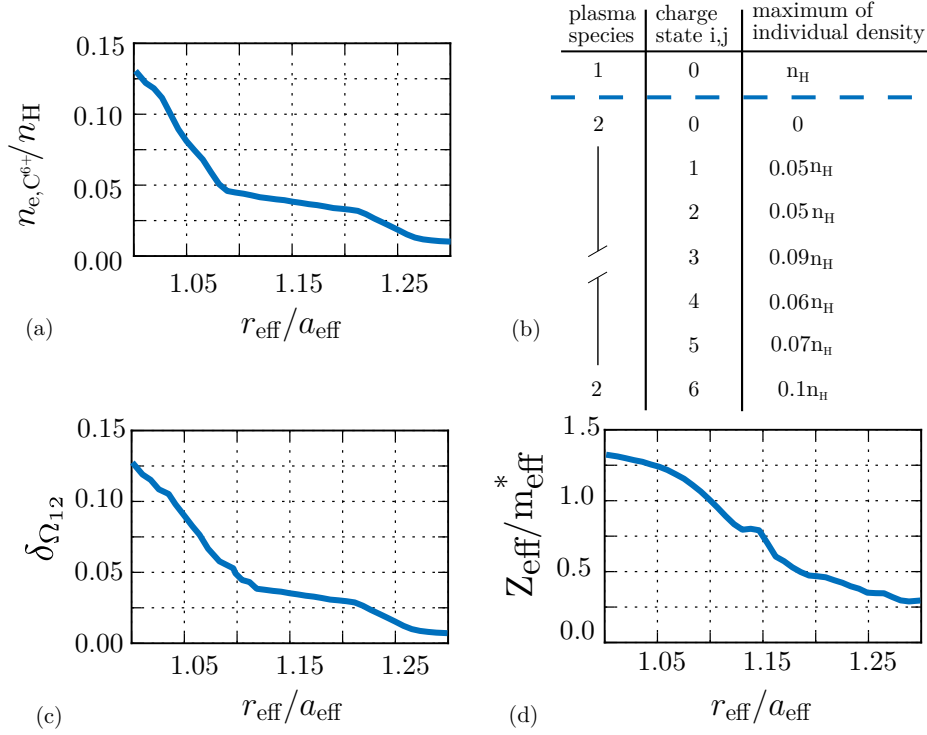 0.15
0.10
0.05
0.00
n_{e,C^{6+}}/n_H
1.05 1.15 1.25
r_eff/a_eff
(a)
plasma species charge state i,j maximum of individual density
1 0 n_H
2 0 0
1 0.05n_H
2 0.05n_H
3 0.09n_H
4 0.06n_H
5 0.07n_H
2 6 0.1n_H
(b)
0.15
0.10
0.05
0.00
δ_{Ω_{12}}
1.05 1.15 1.25
r_eff/a_eff
(c)
1.5
1.0
0.5
0.0
Z_eff/m^*_eff
1.05 1.15 1.25
r_eff/a_eff
(d)